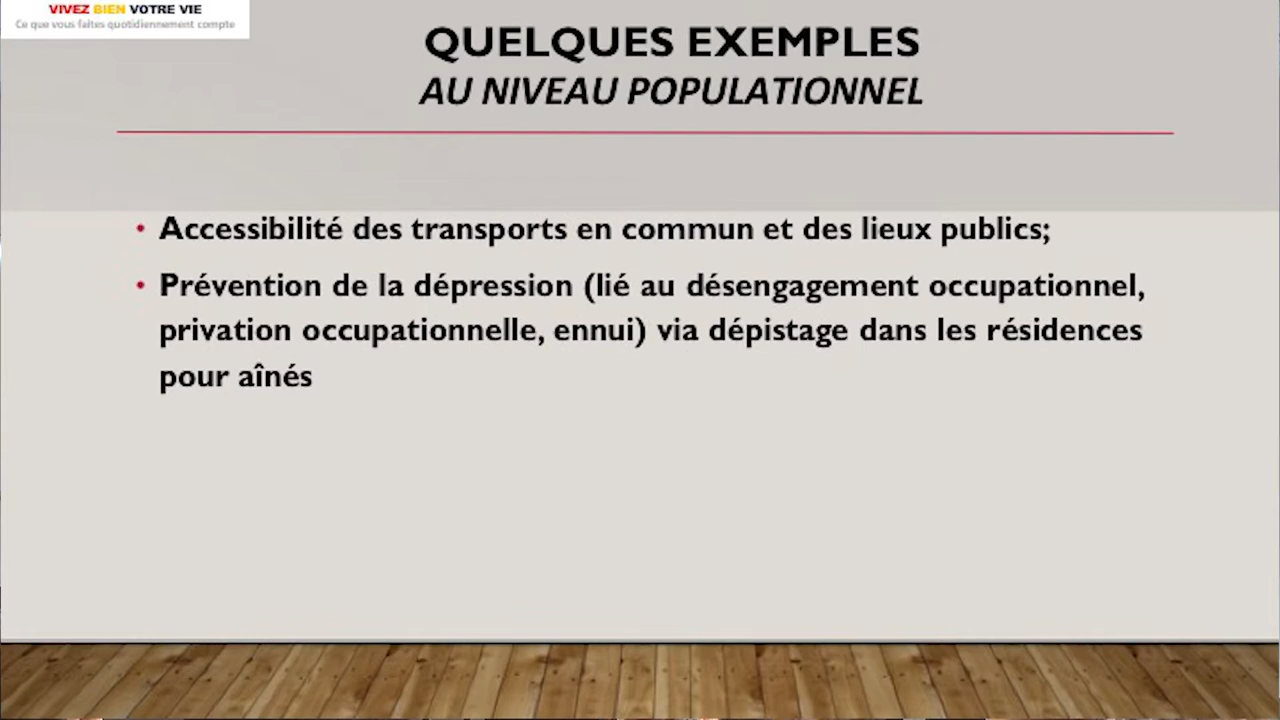 VIVEZ BIEN VOTRE VIE
Ce que vous faites quotidiennement compte
QUELQUES EXEMPLES
AU NIVEAU POPULATIONNEL
• Accessibilité des transports en commun et des lieux publics;
• Prévention de la dépression (lié au désengagement occupationnel,
privation occupationnelle, ennui) via dépistage dans les résidences
pour aînés